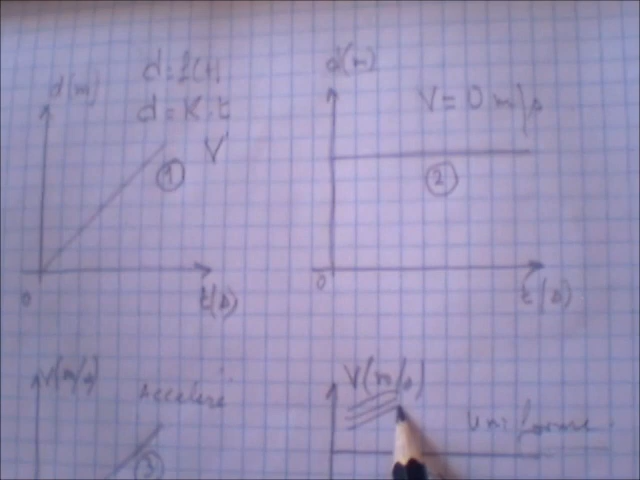 d(m)
d = f(t)
d = K.t
V
1
0
t(s)
d(m)
V = 0 m/s
2
0
t(s)
V(m/s)
Accéléré
3
V(m/s)
uniforme